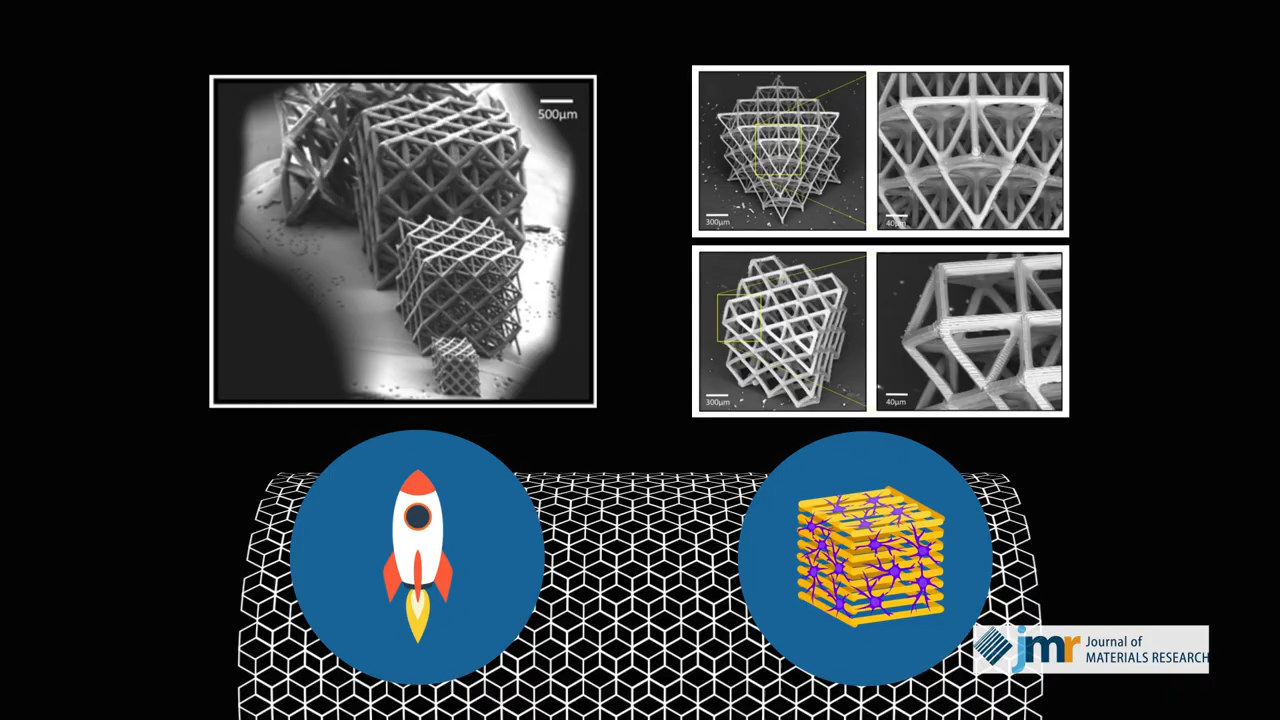 500µm
300µm
40µm
300µm
40µm
jmr
Journal of
MATERIALS RESEARCH